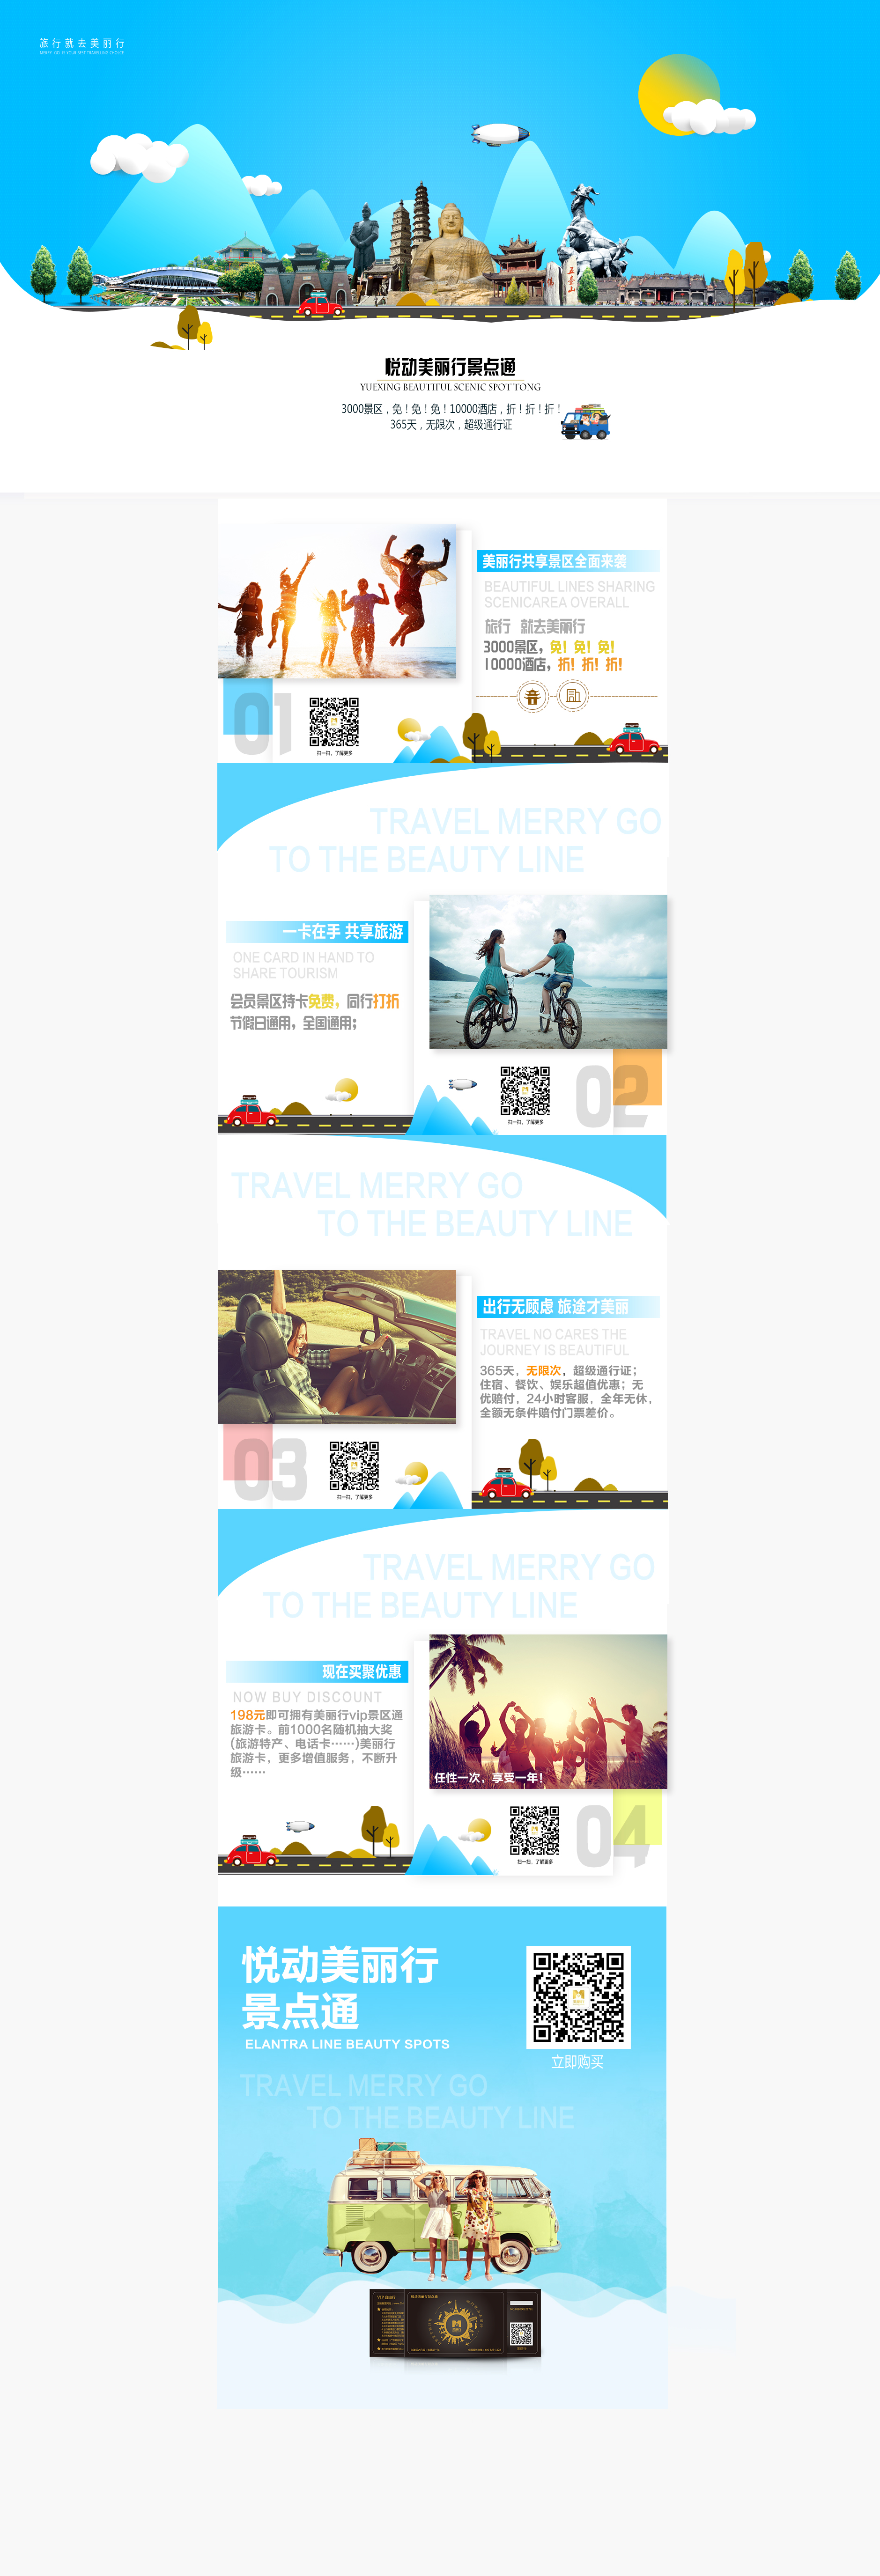 旅行就去美丽行
MERRY GO IS YOUR BEST TRAVELLING CHOICE
五羊山
悦动美丽行景点通
YUEXING BEAUTIFUL SCENIC SPOT TONG
3000景区，免！免！免！10000酒店，折！折！折！
365天，无限次，超级通行证
美丽行共享景区全面来袭
BEAUTIFUL LINES SHARING
SCENICAREA OVERALL
旅行 就去美丽行
3000景区，免！免！免！
10000酒店，折！折！折！
01
扫一扫，了解更多
TRAVEL MERRY GO
TO THE BEAUTY LINE
一卡在手 共享旅游
ONE CARD IN HAND TO
SHARE TOURISM
会员景区持卡免费，同行打折
节假日通用，全国通用；
02
扫一扫，了解更多
TRAVEL MERRY GO
TO THE BEAUTY LINE
出行无顾虑 旅途才美丽
TRAVEL NO CARES THE
JOURNEY IS BEAUTIFUL
365天，无限次，超级通行证；
住宿、餐饮、娱乐超值优惠；无
优赔付，24小时客服，全年无休，
全额无条件赔付门票差价。
03
扫一扫，了解更多
TRAVEL MERRY GO
TO THE BEAUTY LINE
现在买聚优惠
NOW BUY DISCOUNT
198元即可拥有美丽行vip景区通
旅游卡。前1000名随机抽大奖
(旅游特产、电话卡……)美丽行
旅游卡，更多增值服务，不断升
级……
任性一次，享受一年！
04
扫一扫，了解更多
悦动美丽行
景点通
ELANTRA LINE BEAUTY SPOTS
立即购买
TRAVEL MERRY GO
TO THE BEAUTY LINE